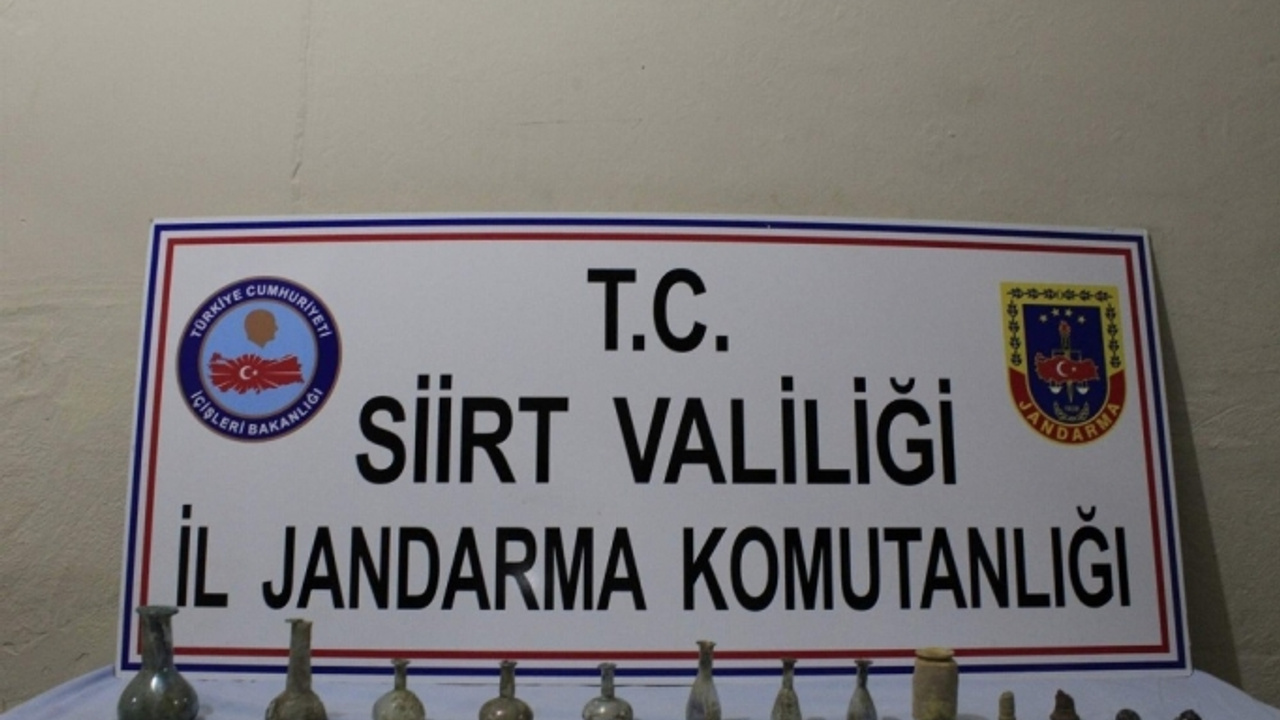 TÜRKİYE CUMHURİYETİ
İÇİŞLERİ BAKANLIĞI
T.C.
SİİRT VALİLİĞİ
İL JANDARMA KOMUTANLIĞI
JANDARMA